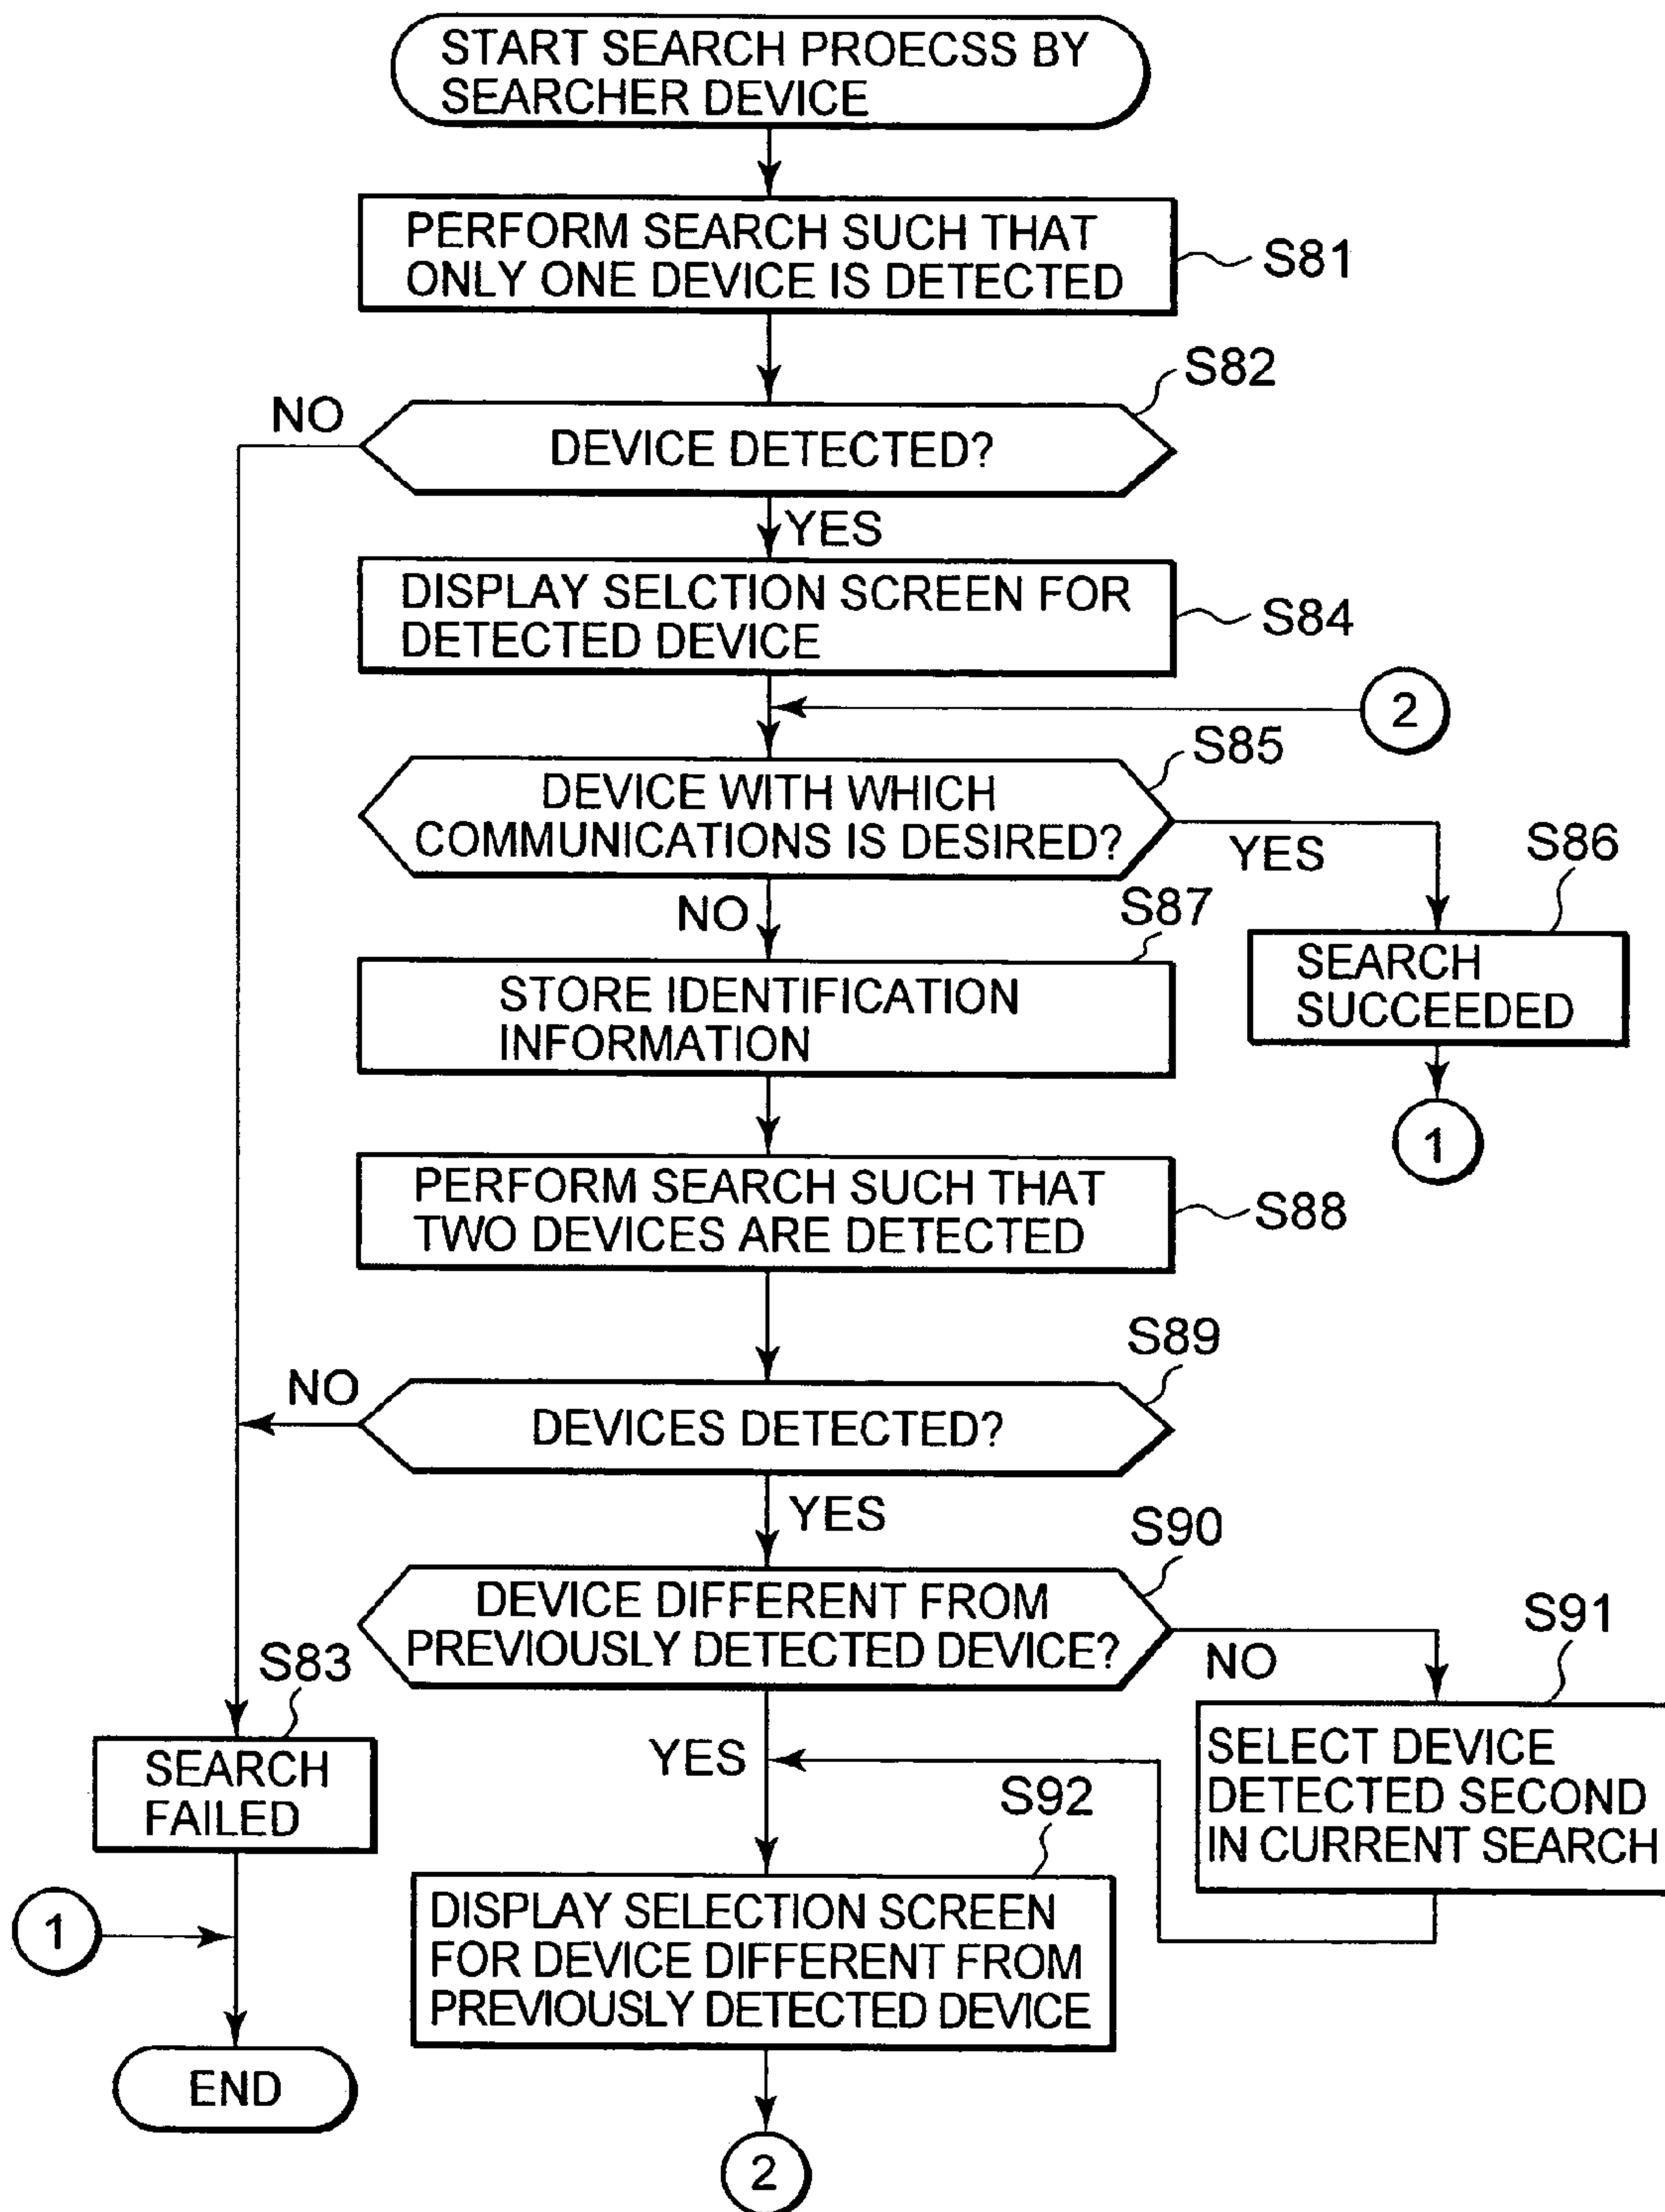 START SEARCH PROECSS BY
SEARCHER DEVICE
PERFORM SEARCH SUCH THAT
ONLY ONE DEVICE IS DETECTED
S81
S82
NO
DEVICE DETECTED?
YES
DISPLAY SELCTION SCREEN FOR
DETECTED DEVICE
S84
2
S85
DEVICE WITH WHICH
COMMUNICATIONS IS DESIRED?
YES
S86
NO
S87
SEARCH
SUCCEEDED
STORE IDENTIFICATION
INFORMATION
1
PERFORM SEARCH SUCH THAT
TWO DEVICES ARE DETECTED
S88
S89
NO
DEVICES DETECTED?
YES
S90
DEVICE DIFFERENT FROM
PREVIOUSLY DETECTED DEVICE?
S91
NO
S83
SEARCH
FAILED
YES
SELECT DEVICE
DETECTED SECOND
IN CURRENT SEARCH
S92
DISPLAY SELECTION SCREEN
FOR DEVICE DIFFERENT FROM
PREVIOUSLY DETECTED DEVICE
1
END
2